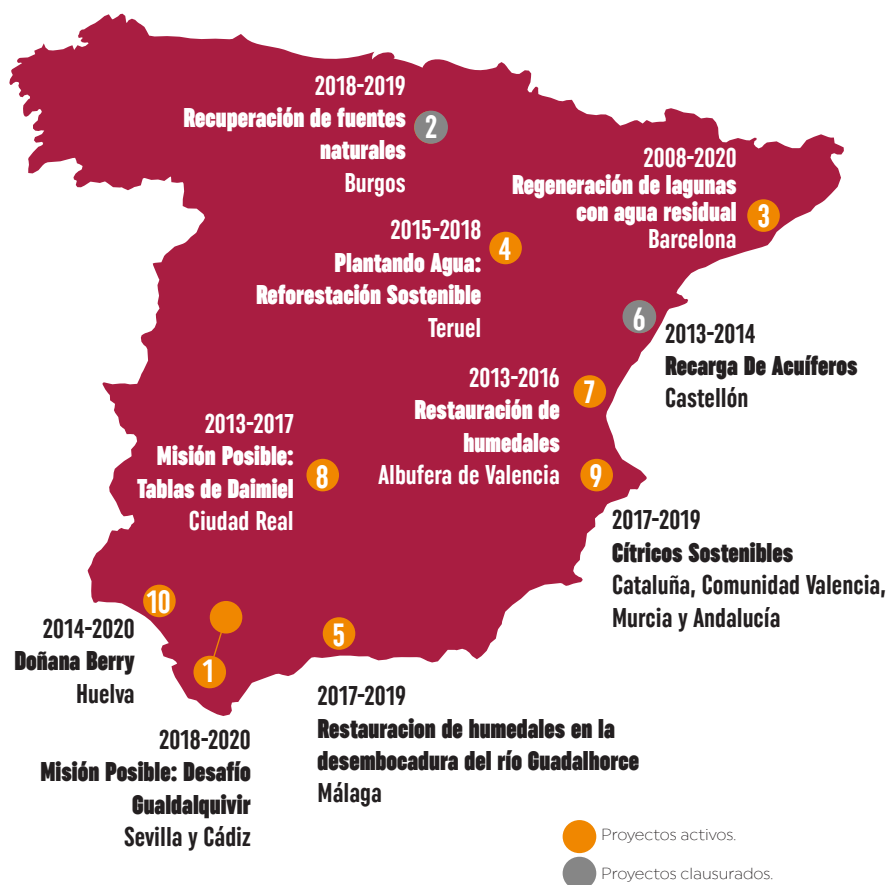 2018-2019
Recuperación de fuentes
naturales
Burgos
2
2008-2020
Regeneración de lagunas
con agua residual
Barcelona
3
2015-2018
Plantando Agua:
Reforestación Sostenible
Teruel
4
6
2013-2014
Recarga De Acuíferos
Castellón
2013-2016
Restauración de
humedales
Albufera de Valencia
7
2013-2017
Misión Posible:
Tablas de Daimiel
Ciudad Real
8
9
2017-2019
Cítricos Sostenibles
Cataluña, Comunidad Valencia,
Murcia y Andalucía
10
2014-2020
Doñana Berry
Huelva
1
2018-2020
Misión Posible: Desafío
Gualdalquivir
Sevilla y Cádiz
5
2017-2019
Restauracion de humedales en la
desembocadura del río Guadalhorce
Málaga
Proyectos activos.
Proyectos clausurados.